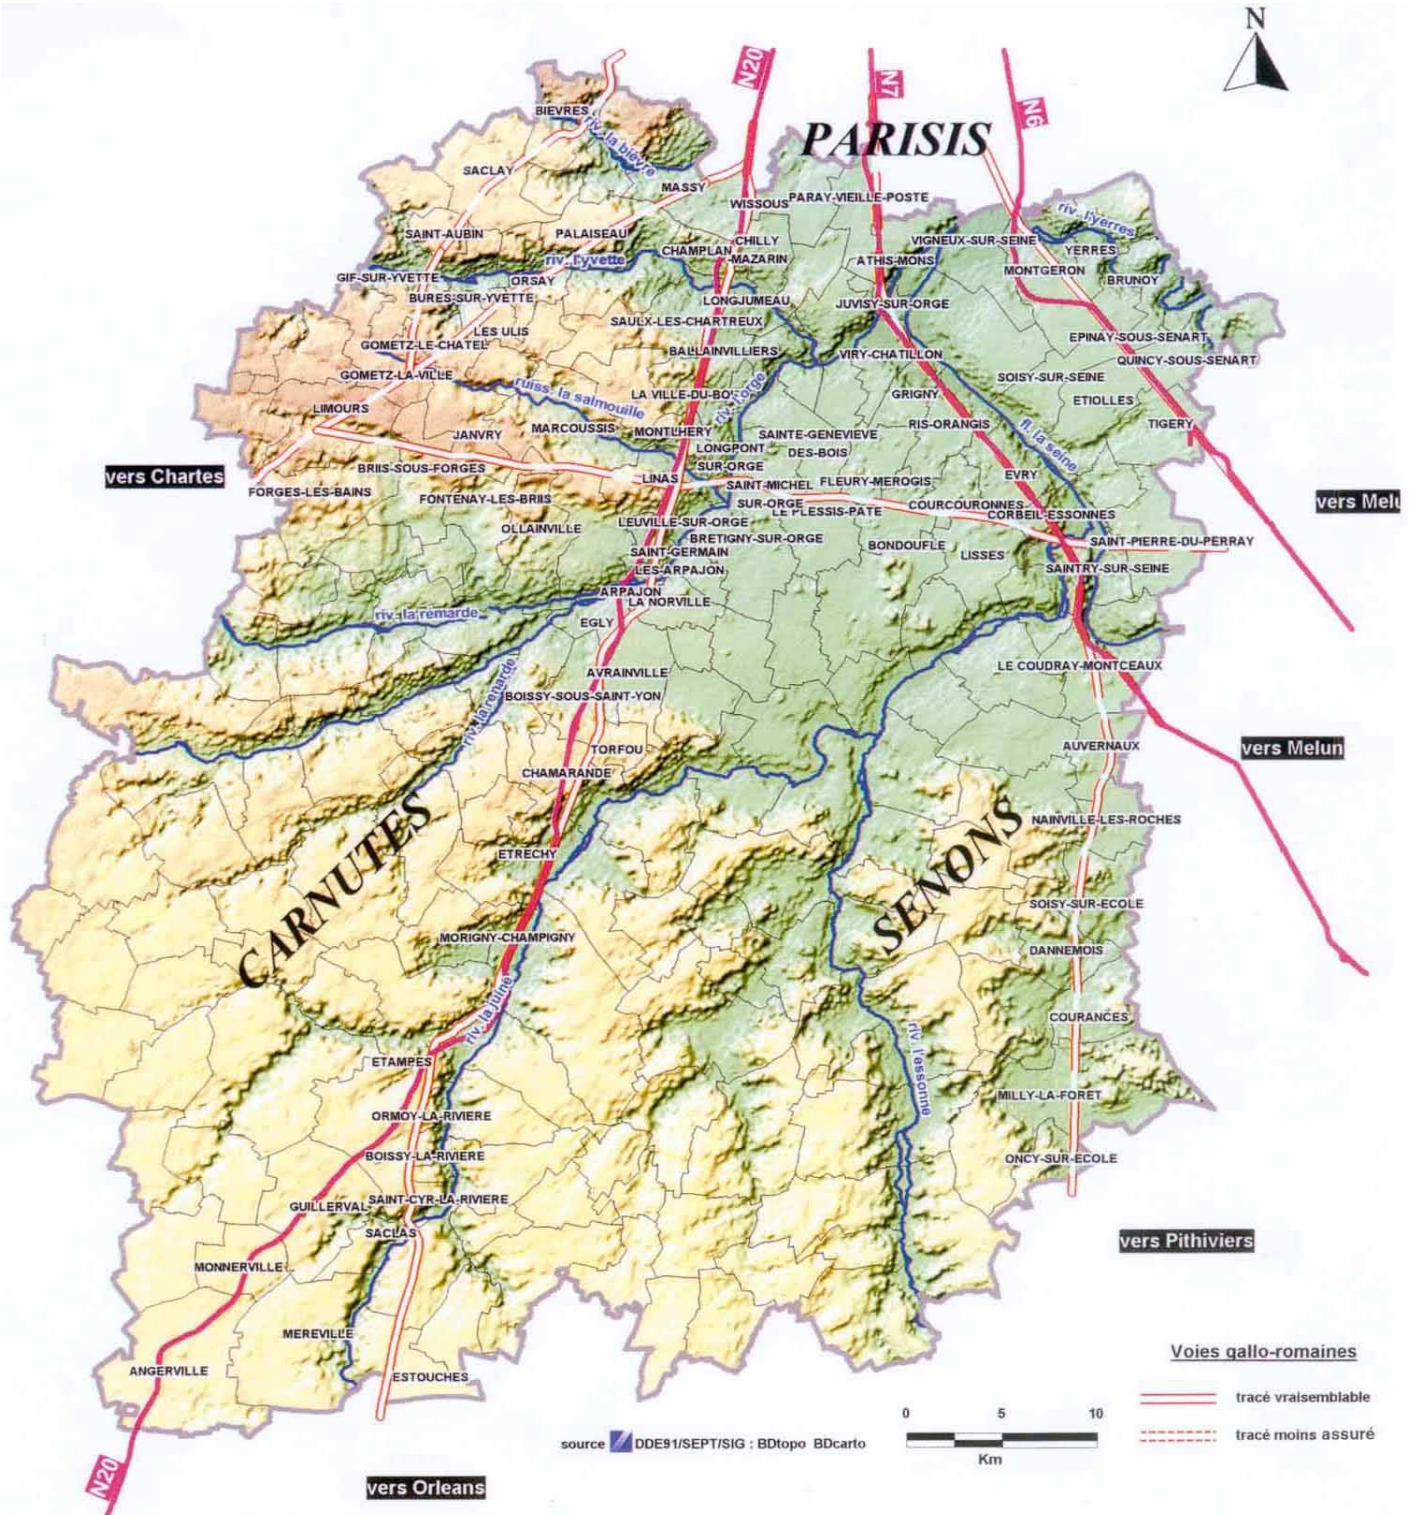 N
N20
N7
N6
PARISIS
BIEVRES
riv. la bièvre
SACLAY
MASSY
WISSOUS
PARAY-VIEILLE-POSTE
riv. l'yerres
SAINT-AUBIN
PALAISEAU
CHAMPLAN
CHILLY
-MAZARIN
ATHIS-MONS
VIGNEUX-SUR-SEINE
YERRES
MONTGERON
BRUNOY
GIF-SUR-YVETTE
riv. l'yvette
ORSAY
BURES-SUR-YVETTE
LONGJUMEAU
JUVISY-SUR-ORGE
LES ULIS
SAULX-LES-CHARTREUX
GOMETZ-LE-CHATEL
BALLAINVILLIERS
VIRY-CHATILLON
EPINAY-SOUS-SENART
QUINCY-SOUS-SENART
GOMETZ-LA-VILLE
ruiss. la salmouille
LA VILLE-DU-BO
riv. l'orge
GRIGNY
SOISY-SUR-SEINE
ETIOLLES
LIMOURS
JANVRY
MARCOUSSIS
MONTLHERY
SAINTE-GENEVIEVE
DES-BOIS
RIS-ORANGIS
fl. la seine
TIGERY
LONGPONT
SUR-ORGE
vers Chartes
BRIIS-SOUS-FORGES
LINAS
SAINT-MICHEL
SUR-ORGE
FLEURY-MEROGIS
EVRY
FORGES-LES-BAINS
FONTENAY-LES-BRIIS
LE PLESSIS-PATE
COURCOURONNES
CORBEIL-ESSONNES
vers Melu
OLLAINVILLE
LEUVILLE-SUR-ORGE
BRETIGNY-SUR-ORGE
BONDOUFLE
LISSES
SAINT-PIERRE-DU-PERRAY
SAINT-GERMAIN
LES-ARPAJON
SAINTRY-SUR-SEINE
ARPAJON
LA NORVILLE
riv. la rémarde
EGLY
LE COUDRAY-MONTCEAUX
AVRAINVILLE
riv. la renarde
BOISSY-SOUS-SAINT-YON
TORFOU
AUVERNAUX
vers Melun
CHAMARANDE
CARNUTES
SENONS
NAINVILLE-LES-ROCHES
ETRECHY
SOISY-SUR-ECOLE
MORIGNY-CHAMPIGNY
DANNEMOIS
riv. la juine
COURANCES
ETAMPES
riv. l'essonne
MILLY-LA-FORET
ORMOY-LA-RIVIERE
BOISSY-LA-RIVIERE
ONCY-SUR-ECOLE
GUILLERVAL
SAINT-CYR-LA-RIVIERE
SACLAS
vers Pithiviers
MONNERVILLE
MEREVILLE
ANGERVILLE
ESTOUCHES
Voies gallo-romaines
tracé vraisemblable
tracé moins assuré
0 5 10
Km
source DDE91/SEPT/SIG : BDtopo BDcarto
N20
vers Orleans